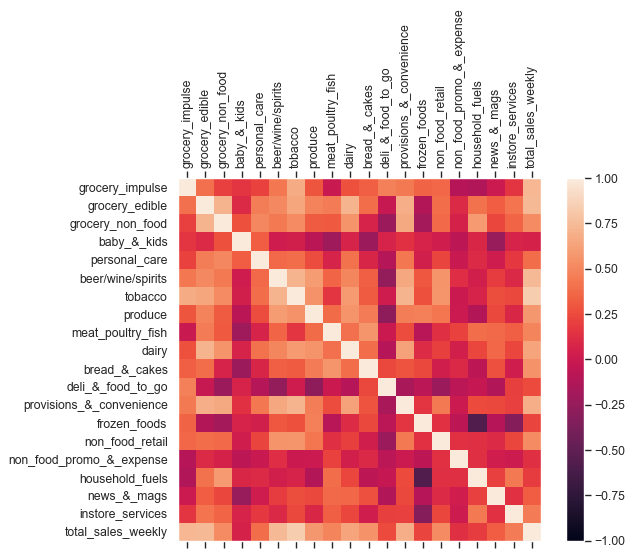 grocery_impulse
grocery_edible
grocery_non_food
baby_&_kids
personal_care
beer/wine/spirits
tobacco
produce
meat_poultry_fish
dairy
bread_&_cakes
deli_&_food_to_go
provisions_&_convenience
frozen_foods
non_food_retail
non_food_promo_&_expense
household_fuels
news_&_mags
instore_services
total_sales_weekly
grocery_impulse
grocery_edible
grocery_non_food
baby_&_kids
personal_care
beer/wine/spirits
tobacco
produce
meat_poultry_fish
dairy
bread_&_cakes
deli_&_food_to_go
provisions_&_convenience
frozen_foods
non_food_retail
non_food_promo_&_expense
household_fuels
news_&_mags
instore_services
total_sales_weekly
1.00
0.75
0.50
0.25
0.00
−0.25
−0.50
−0.75
−1.00